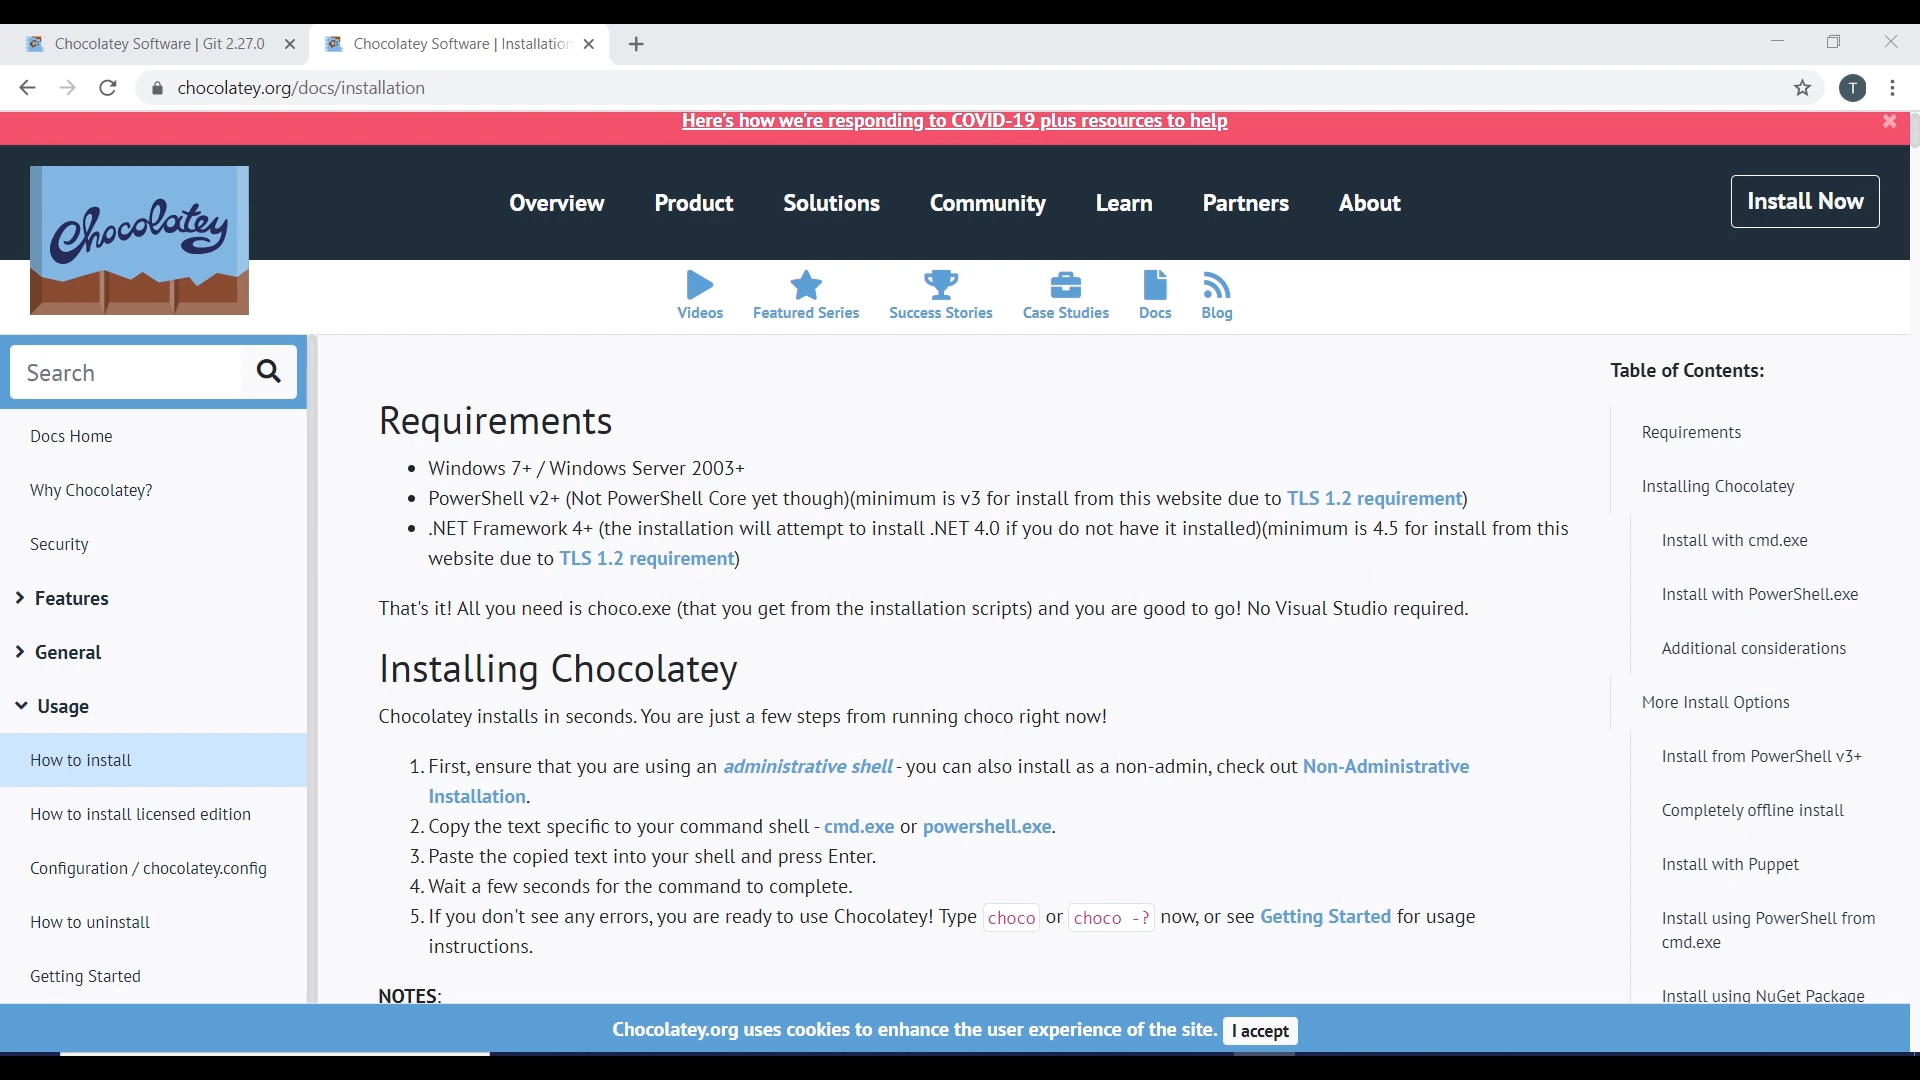 Chocolatey Software | Git 2.27.0
Chocolatey Software | Installation
chocolatey.org/docs/installation
T
Here's how we're responding to COVID-19 plus resources to help
Chocolatey
Overview Product Solutions Community Learn Partners About
Install Now
Videos Featured Series Success Stories Case Studies Docs Blog
Search
Docs Home
Why Chocolatey?
Security
Features
General
Usage
How to install
How to install licensed edition
Configuration / chocolatey.config
How to uninstall
Getting Started
Requirements
• Windows 7+ / Windows Server 2003+
• PowerShell v2+ (Not PowerShell Core yet though)(minimum is v3 for install from this website due to TLS 1.2 requirement)
• .NET Framework 4+ (the installation will attempt to install .NET 4.0 if you do not have it installed)(minimum is 4.5 for install from this
website due to TLS 1.2 requirement)
That's it! All you need is choco.exe (that you get from the installation scripts) and you are good to go! No Visual Studio required.
Installing Chocolatey
Chocolatey installs in seconds. You are just a few steps from running choco right now!
1. First, ensure that you are using an administrative shell - you can also install as a non-admin, check out Non-Administrative
Installation.
2. Copy the text specific to your command shell - cmd.exe or powershell.exe.
3. Paste the copied text into your shell and press Enter.
4. Wait a few seconds for the command to complete.
5. If you don't see any errors, you are ready to use Chocolatey! Type choco or choco -? now, or see Getting Started for usage
instructions.
NOTES:
Table of Contents:
Requirements
Installing Chocolatey
Install with cmd.exe
Install with PowerShell.exe
Additional considerations
More Install Options
Install from PowerShell v3+
Completely offline install
Install with Puppet
Install using PowerShell from
cmd.exe
Install using NuGet Package
Chocolatey.org uses cookies to enhance the user experience of the site. I accept